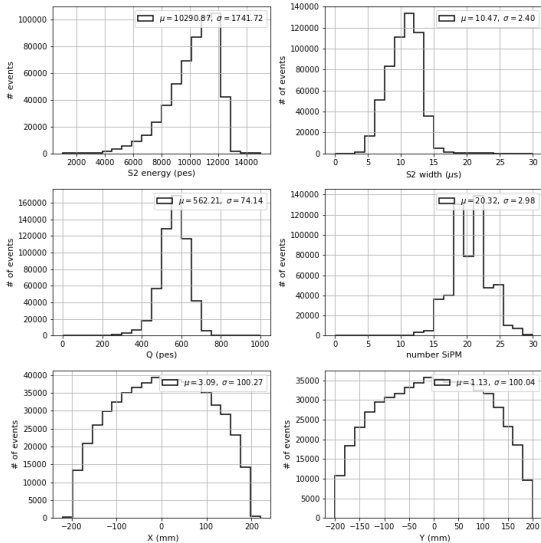 μ = 10290.87, σ = 1741.72
# events
100000
80000
60000
40000
20000
0
2000 4000 6000 8000 10000 12000 14000
S2 energy (pes)
μ = 10.47, σ = 2.40
# of events
140000
120000
100000
80000
60000
40000
20000
0
0 5 10 15 20 25 30
S2 width (μs)
μ = 562.21, σ = 74.14
# of events
160000
140000
120000
100000
80000
60000
40000
20000
0
0 200 400 600 800 1000
Q (pes)
μ = 20.32, σ = 2.98
# of events
140000
120000
100000
80000
60000
40000
20000
0
0 5 10 15 20 25 30
number SiPM
μ = 3.09, σ = 100.27
# of events
40000
35000
30000
25000
20000
15000
10000
5000
0
−200 −100 0 100 200
X (mm)
μ = 1.13, σ = 100.04
# of events
35000
30000
25000
20000
15000
10000
5000
0
−200 −150 −100 −50 0 50 100 150 200
Y (mm)